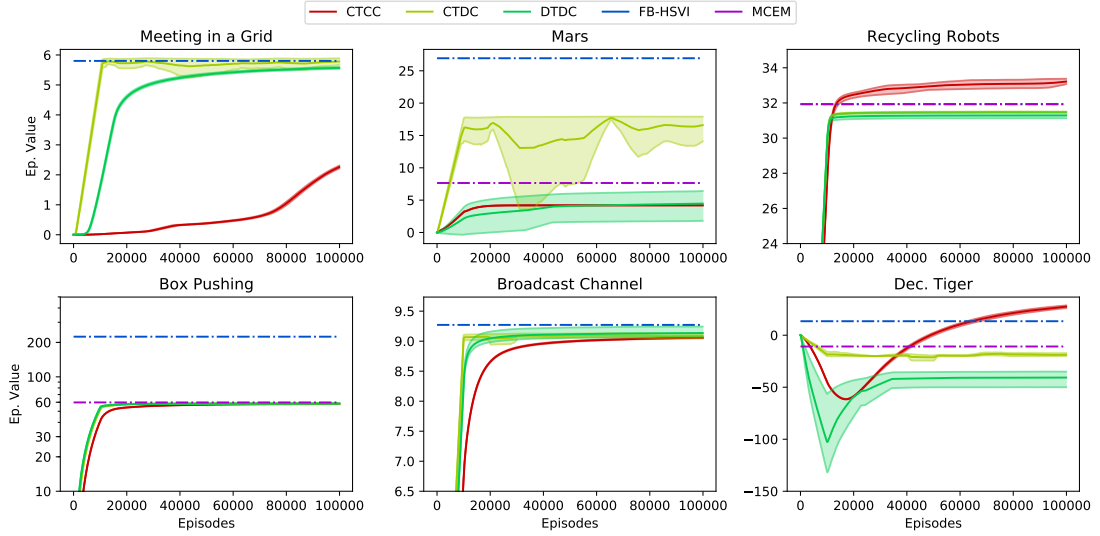 CTCC CTDC DTDC FB-HSVI MCEM
Meeting in a Grid
Mars
Recycling Robots
Ep. Value
6
5
4
3
2
1
0
0 20000 40000 60000 80000 100000
25
20
15
10
5
0
0 20000 40000 60000 80000 100000
34
32
30
28
26
24
0 20000 40000 60000 80000 100000
Box Pushing
Broadcast Channel
Dec. Tiger
Ep. Value
200
100
60
30
20
10
0 20000 40000 60000 80000 100000
Episodes
9.5
9.0
8.5
8.0
7.5
7.0
6.5
0 20000 40000 60000 80000 100000
Episodes
0
−50
−100
−150
0 20000 40000 60000 80000 100000
Episodes